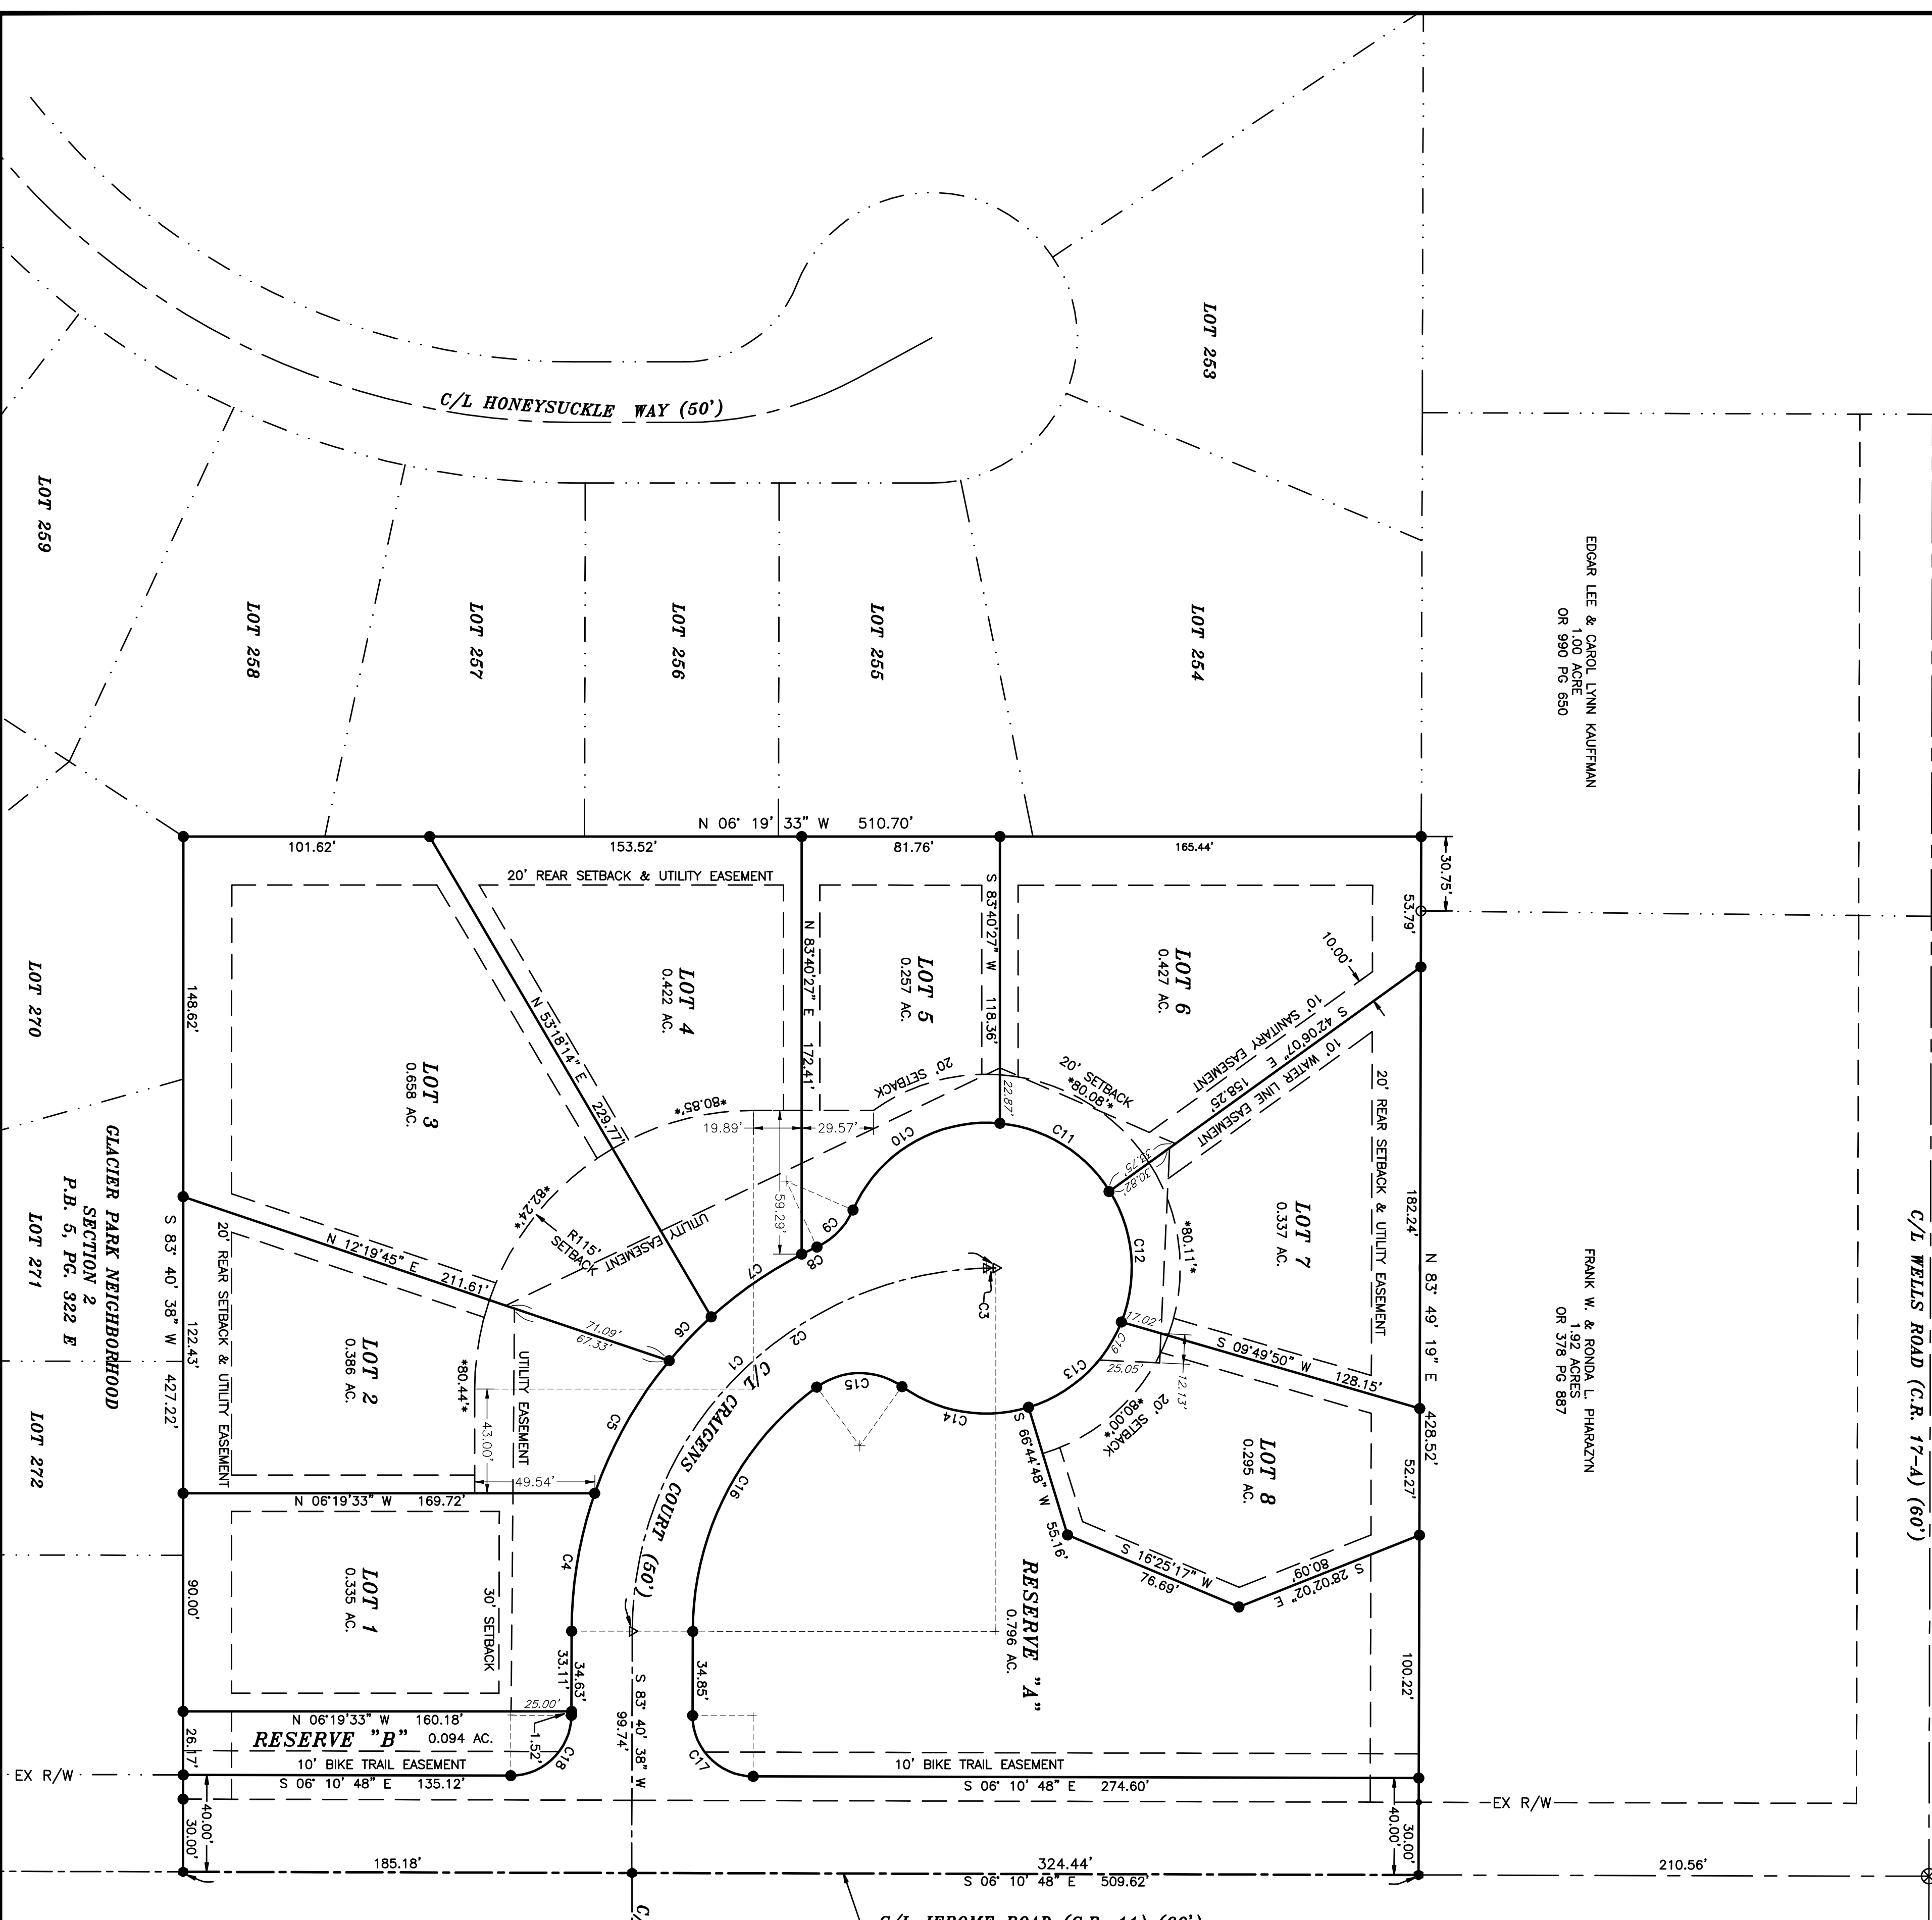 LOT 253
C/L HONEYSUCKLE WAY (50')
LOT 259
LOT 258
LOT 257
LOT 256
LOT 255
LOT 254
EDGAR LEE & CAROL LYNN KAUFFMAN
1.00 ACRE
OR 990 PG 650
N 06° 19' 33" W 510.70'
101.62'
153.52'
81.76'
165.44'
30.75'
53.79'
20' REAR SETBACK & UTILITY EASEMENT
S 83°40'27" W 118.36'
N 83°40'27" E 172.41'
LOT 6
0.427 AC.
LOT 5
0.257 AC.
LOT 4
0.422 AC.
LOT 3
0.658 AC.
10.00'
10' SANITARY EASEMENT
S 42°06'07" E 158.25'
10' WATER LINE EASEMENT
20' SETBACK
*80.08'*
20' SETBACK
22.87'
*80.85'*
19.89'
29.57'
59.29'
N 53°18'14" E 229.77'
148.62'
LOT 270
C10
C11
33.75'
30.82'
C9
C8
C7
C12
*80.11'*
LOT 7
0.337 AC.
20' REAR SETBACK & UTILITY EASEMENT
182.24'
N 83° 49' 19" E 428.52'
C/L WELLS ROAD (C.R. 17-A) (60')
FRANK W. & RONDA L. PHARAZYN
1.92 ACRES
OR 378 PG 887
GLACIER PARK NEIGHBORHOOD
SECTION 2
P.B. 5, PG. 322 E
LOT 271
LOT 272
S 83° 40' 38" W 427.22'
122.43'
20' REAR SETBACK & UTILITY EASEMENT
N 12°19'45" E 211.61'
*82.24'*
R115'
SETBACK
UTILITY EASEMENT
71.09'
67.33'
C6
C3
C2
C1
C/L CRAIGENS COURT (50')
17.02'
C19
25.05'
12.13'
S 09°49'50" W 128.15'
C13
20' SETBACK
*80.00'*
C14
C15
LOT 2
0.386 AC.
*80.44'*
UTILITY EASEMENT
43.00'
49.54'
C5
C16
S 66°44'48" W 55.16'
LOT 8
0.295 AC.
52.27'
S 16°25'17" W
76.69'
S 28°02'02" E
80.09'
N 06°19'33" W 169.72'
LOT 1
0.335 AC.
30' SETBACK
90.00'
C4
RESERVE "A"
0.796 AC.
100.22'
34.63'
33.11'
34.85'
S 83° 40' 38" W
99.74'
25.00'
N 06°19'33" W 160.18'
RESERVE "B" 0.094 AC.
1.52'
C18
C17
26.17'
10' BIKE TRAIL EASEMENT
10' BIKE TRAIL EASEMENT
EX R/W
S 06° 10' 48" E 135.12'
S 06° 10' 48" E 274.60'
EX R/W
40.00'
30.00'
40.00'
30.00'
185.18'
324.44'
210.56'
S 06° 10' 48" E 509.62'
C/
C/L JEROME ROAD (C.R. 11) (60')